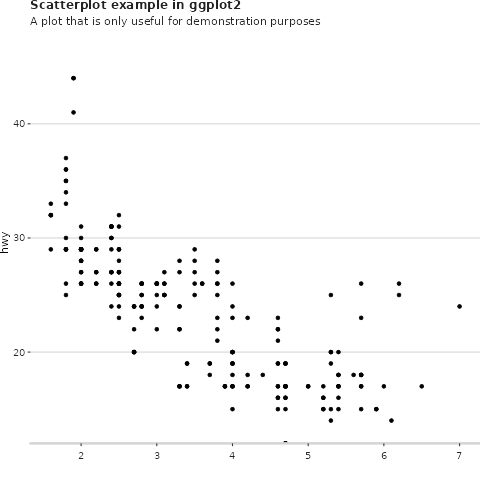 Scatterplot example in ggplot2
A plot that is only useful for demonstration purposes
40
30
20
hwy
2 3 4 5 6 7